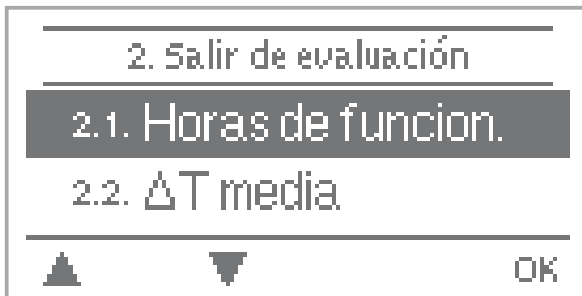 2. Salir de evaluación
2.1. Horas de funcion.
2.2. ΔT media
OK